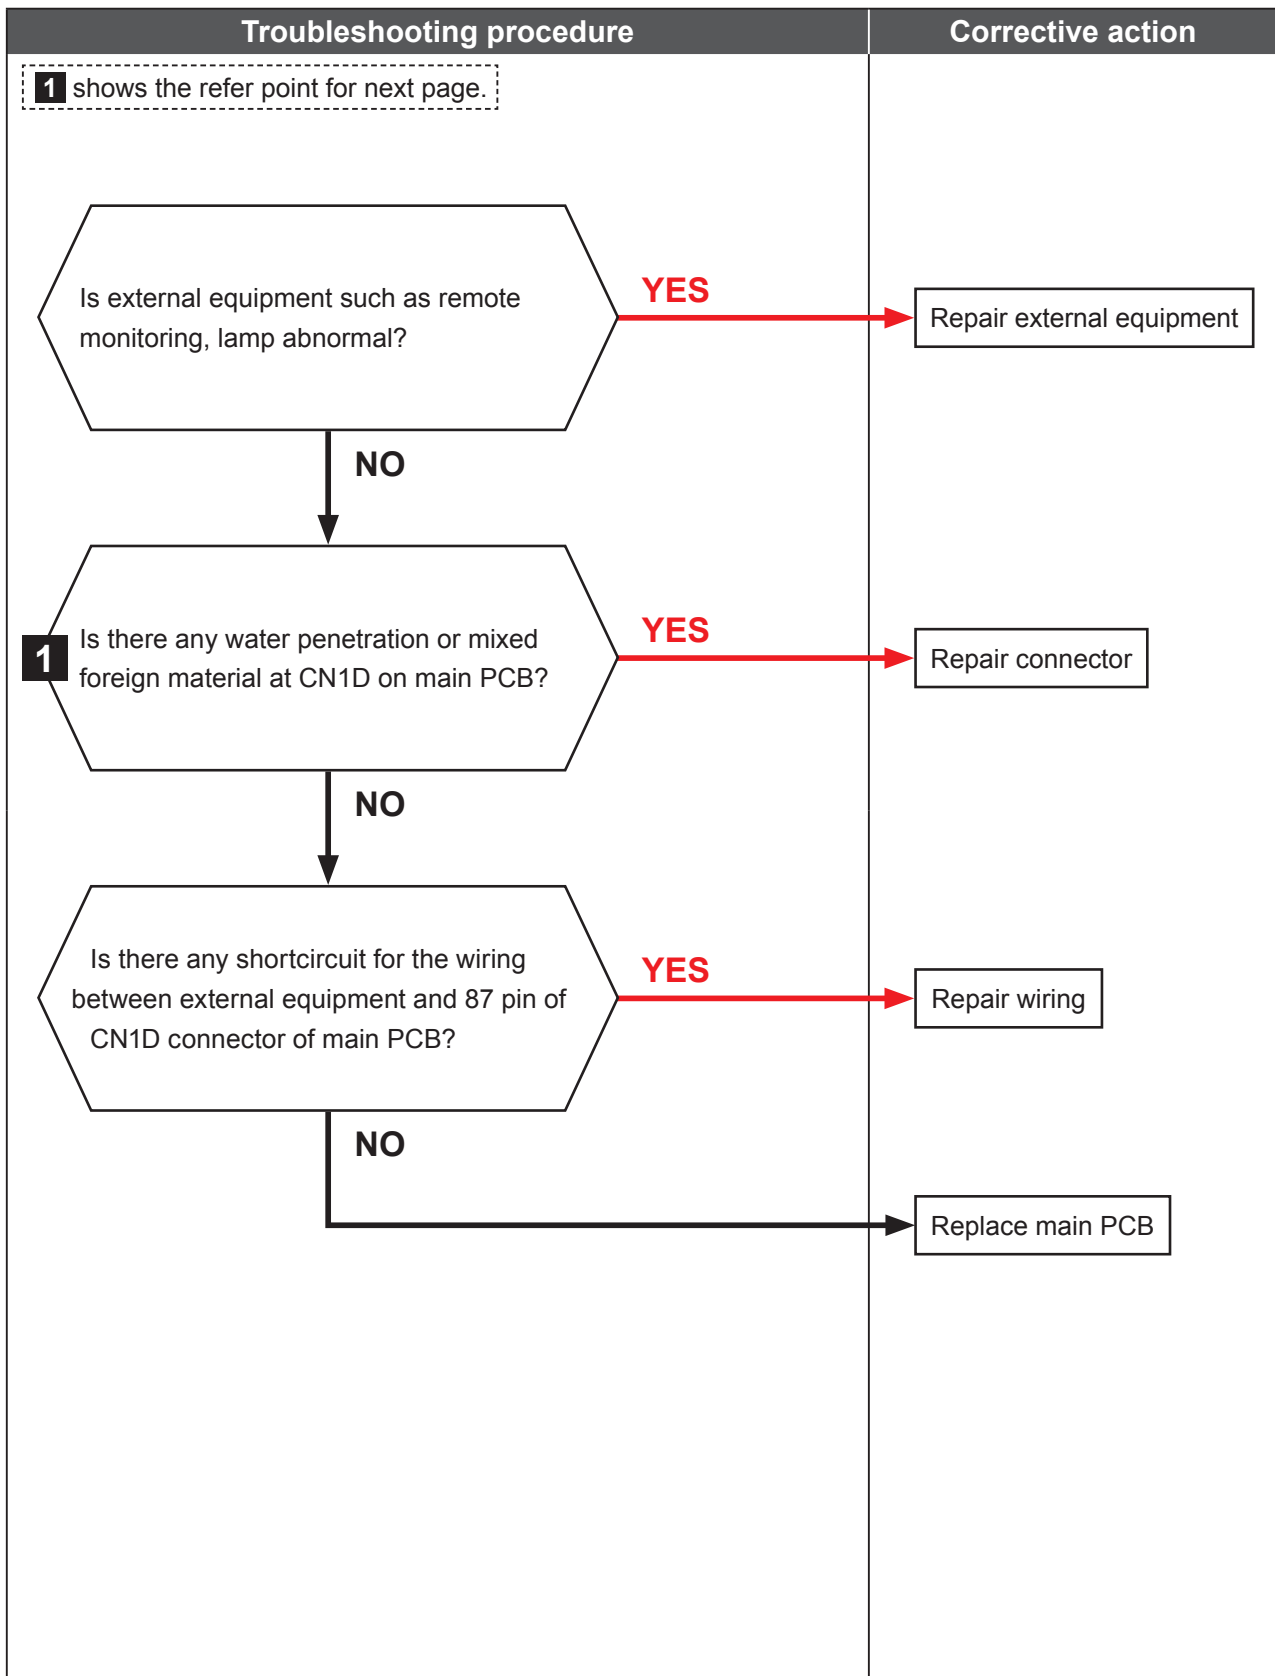 Troubleshooting procedure
Corrective action
1 shows the refer point for next page.
Is external equipment such as remote
monitoring, lamp abnormal?
YES
Repair external equipment
NO
1
Is there any water penetration or mixed
foreign material at CN1D on main PCB?
YES
Repair connector
NO
Is there any shortcircuit for the wiring
between external equipment and 87 pin of
CN1D connector of main PCB?
YES
Repair wiring
NO
Replace main PCB